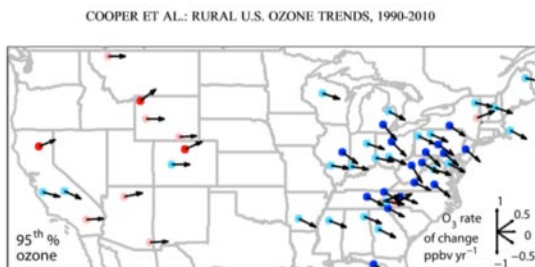 COOPER ET AL.: RURAL U.S. OZONE TRENDS, 1990-2010
95th %
ozone
O3 rate
of change
ppbv yr−1
1
0.5
0
−0.5
−1